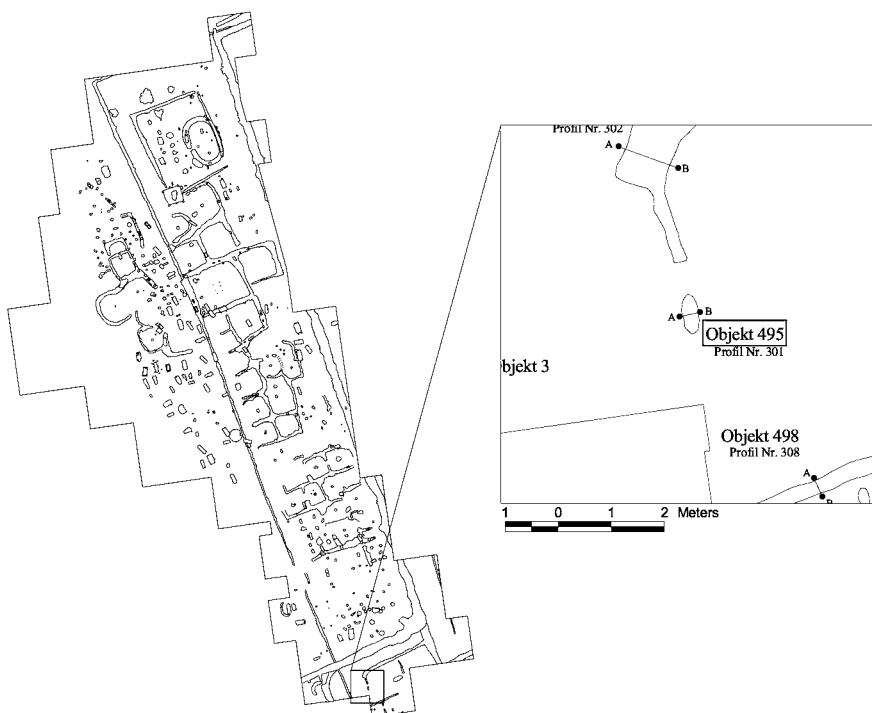 Profil Nr. 302
A
B
A
B
Objekt 495
Profil Nr. 301
bjekt 3
Objekt 498
Profil Nr. 308
A
B
1 0 1 2 Meters